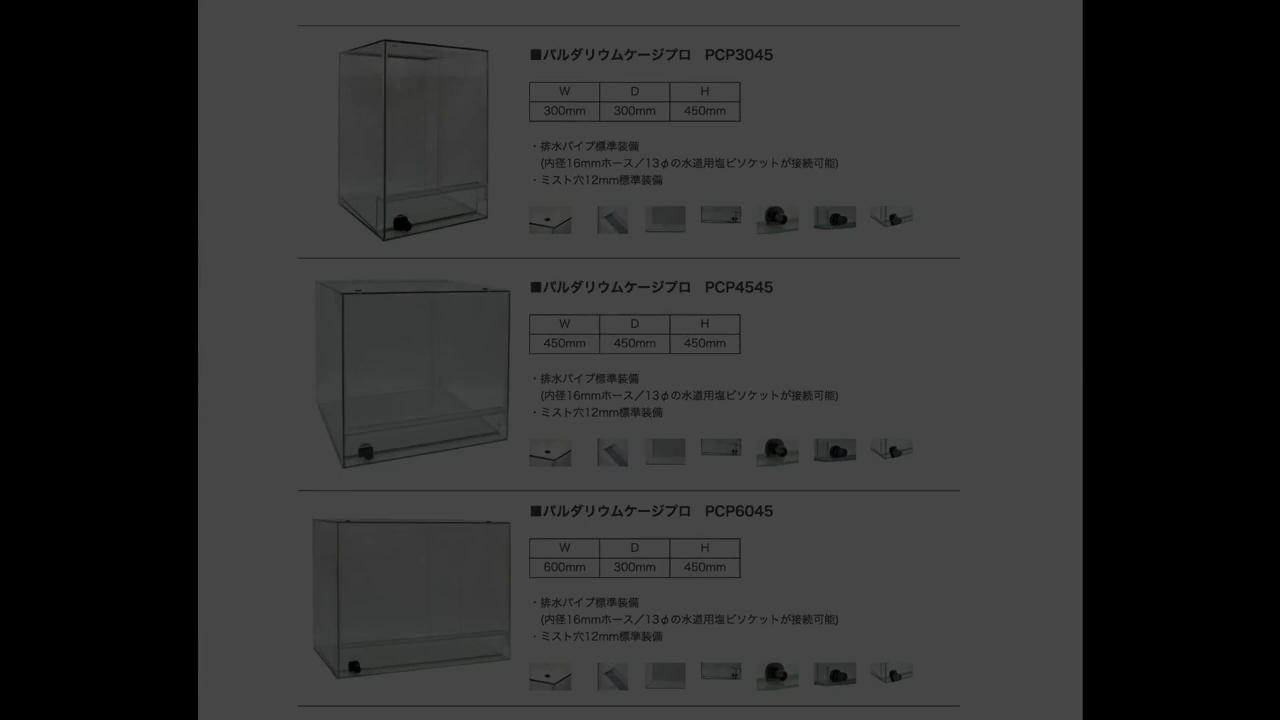 ■パルダリウムケージプロ　PCP3045
W D H
300mm 300mm 450mm
・排水パイプ標準装備
(内径16mmホース／13φの水道用塩ビソケットが接続可能)
・ミスト穴12mm標準装備
■パルダリウムケージプロ　PCP4545
W D H
450mm 450mm 450mm
・排水パイプ標準装備
(内径16mmホース／13φの水道用塩ビソケットが接続可能)
・ミスト穴12mm標準装備
■パルダリウムケージプロ　PCP6045
W D H
600mm 300mm 450mm
・排水パイプ標準装備
(内径16mmホース／13φの水道用塩ビソケットが接続可能)
・ミスト穴12mm標準装備